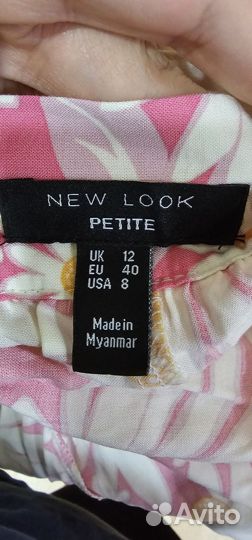 NEW LOOK
PETITE
UK 12
EU 40
USA 8
Made in
Myanmar
Avito